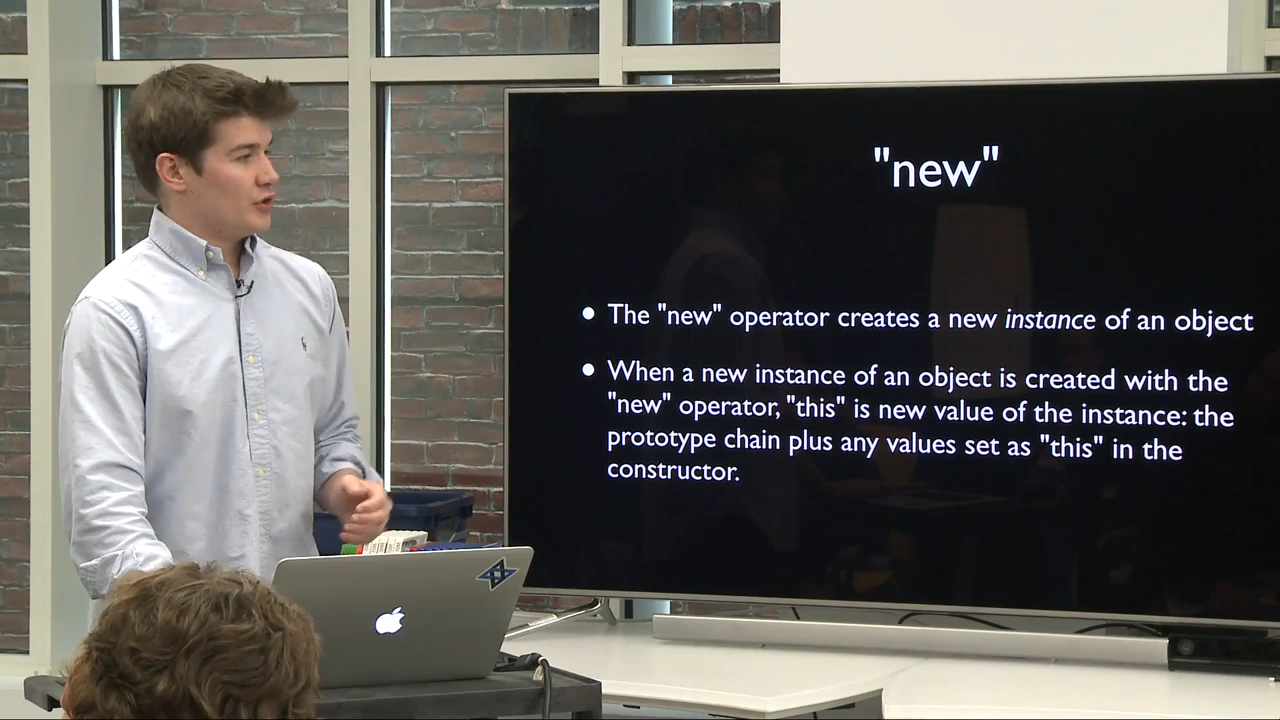 "new"
• The "new" operator creates a new instance of an object
• When a new instance of an object is created with the
"new" operator, "this" is new value of the instance: the
prototype chain plus any values set as "this" in the
constructor.